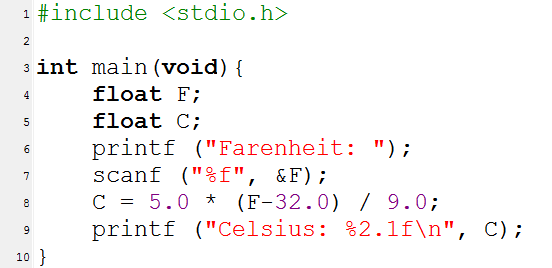 1 #include <stdio.h>
2
3 int main(void){
4     float F;
5     float C;
6     printf ("Farenheit: ");
7     scanf ("%f", &F);
8     C = 5.0 * (F-32.0) / 9.0;
9     printf ("Celsius: %2.1f\n", C);
10 }